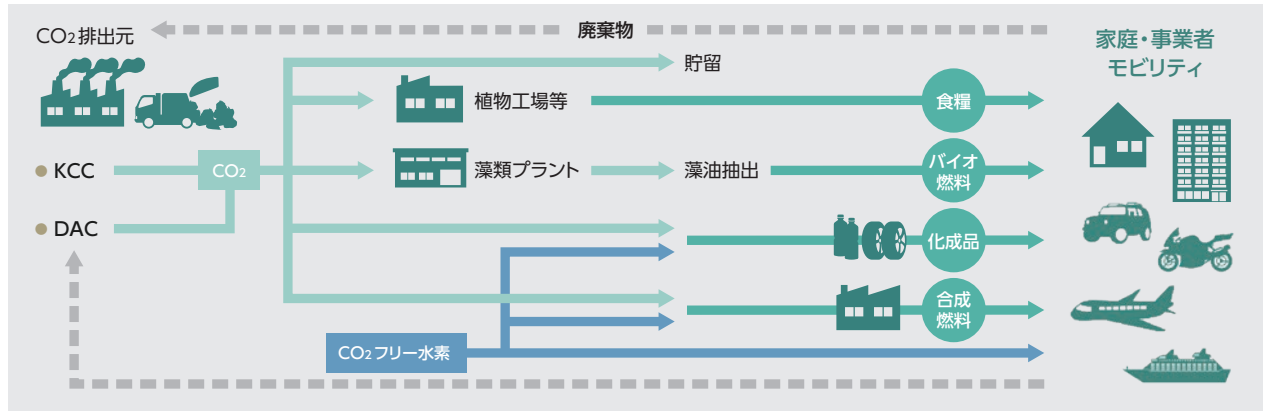 CO2排出元
廃棄物
家庭・事業者
モビリティ
貯留
植物工場等
食糧
KCC
CO2
藻類プラント
藻油抽出
バイオ
燃料
DAC
化成品
合成
燃料
CO2フリー水素